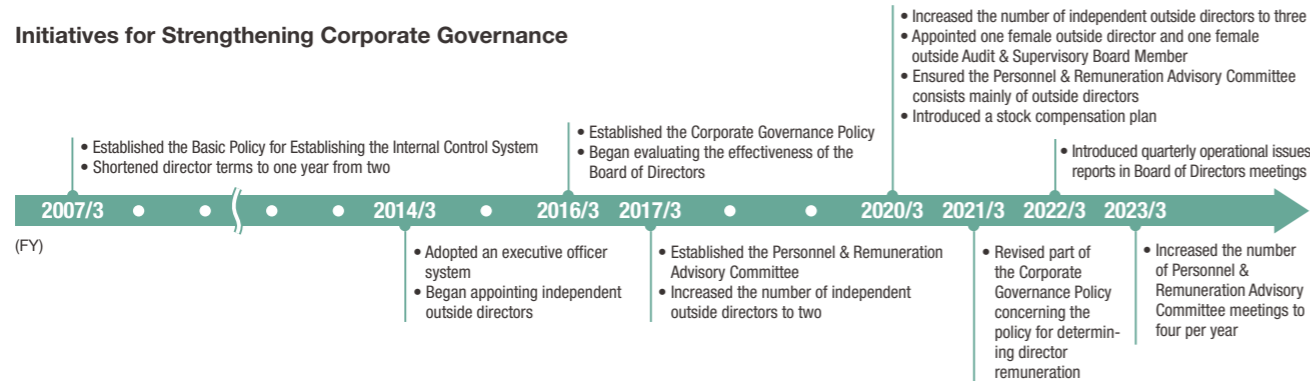 Initiatives for Strengthening Corporate Governance
• Increased the number of independent outside directors to three
• Appointed one female outside director and one female
outside Audit & Supervisory Board Member
• Ensured the Personnel & Remuneration Advisory Committee
consists mainly of outside directors
• Introduced a stock compensation plan
• Established the Basic Policy for Establishing the Internal Control System
• Shortened director terms to one year from two
• Established the Corporate Governance Policy
• Began evaluating the effectiveness of the
Board of Directors
• Introduced quarterly operational issues
reports in Board of Directors meetings
2007/3 2014/3 2016/3 2017/3 2020/3 2021/3 2022/3 2023/3
(FY)
• Adopted an executive officer
system
• Began appointing independent
outside directors
• Established the Personnel & Remuneration
Advisory Committee
• Increased the number of independent
outside directors to two
• Revised part of
the Corporate
Governance Policy
concerning the
policy for determin-
ing director
remuneration
• Increased the number
of Personnel &
Remuneration Advisory
Committee meetings to
four per year